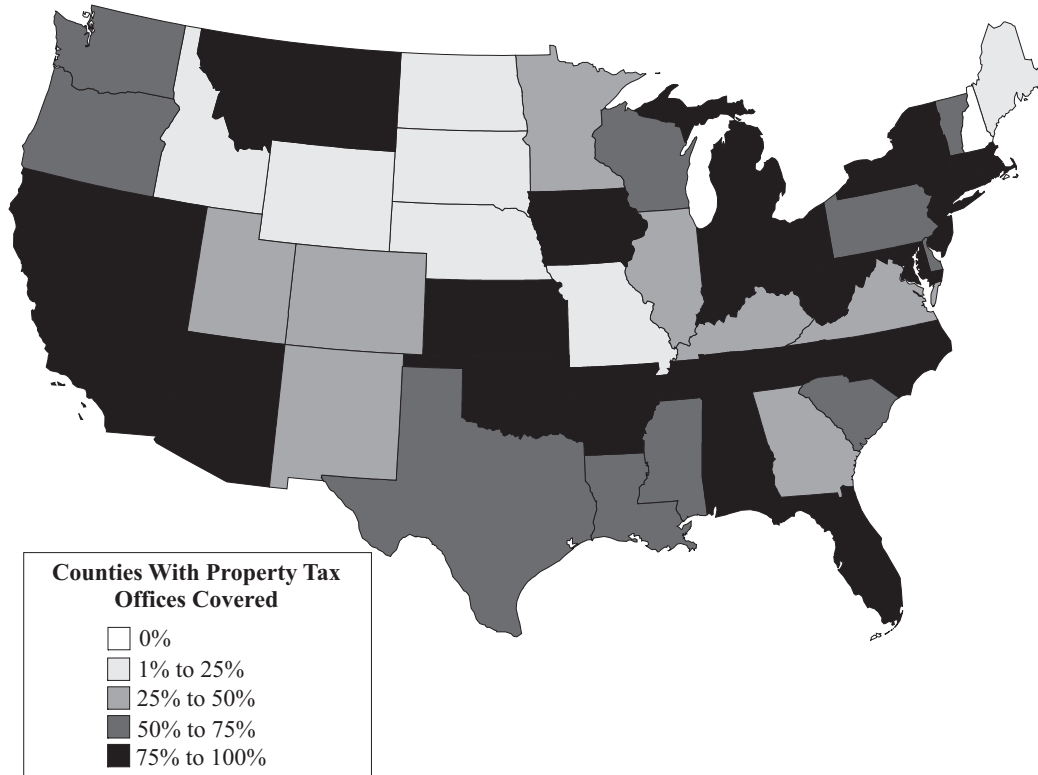 Counties With Property Tax
Offices Covered
0%
1% to 25%
25% to 50%
50% to 75%
75% to 100%